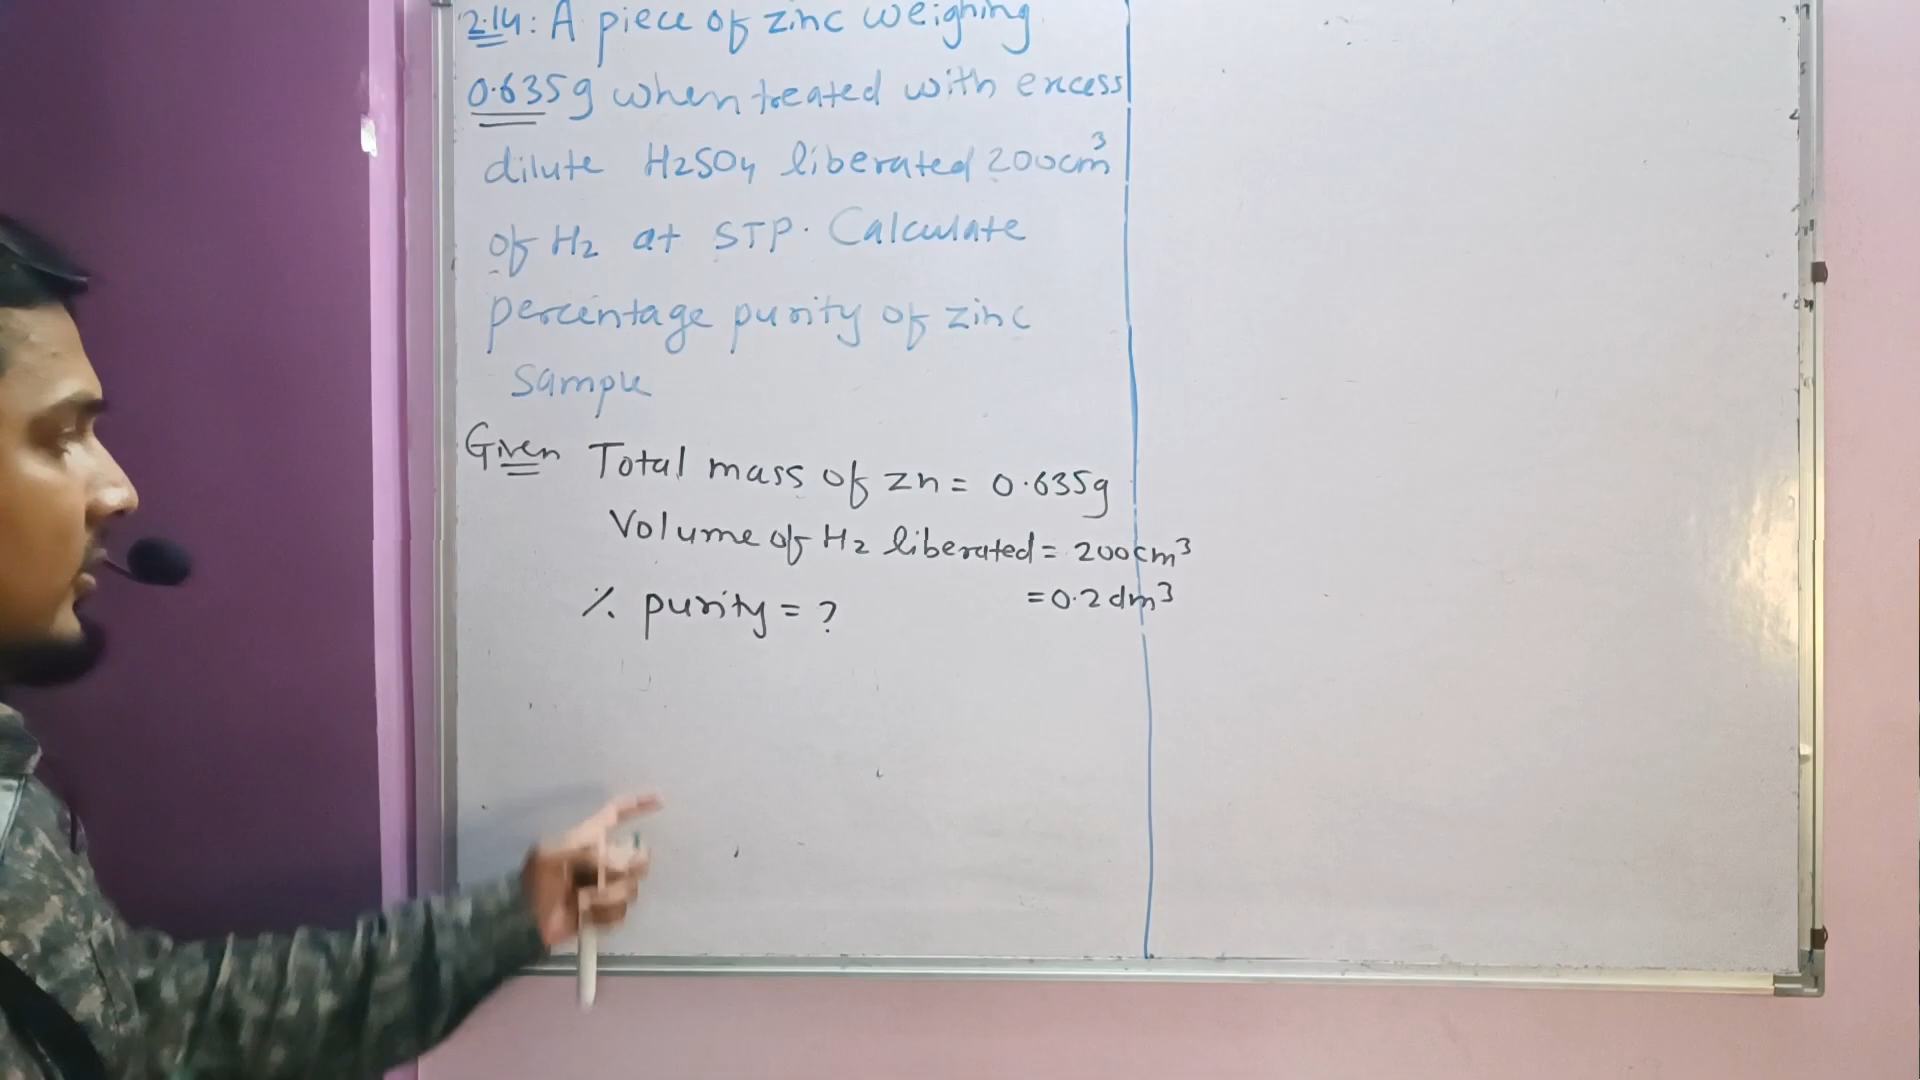 2.14: A piece of zinc weighing
0.635g when treated with excess
dilute H2SO4 liberated 200cm³
of H2 at STP. Calculate
percentage purity of zinc
sample
Given Total mass of zn = 0.635g
Volume of H2 liberated = 200cm³
= 0.2dm³
% purity = ?